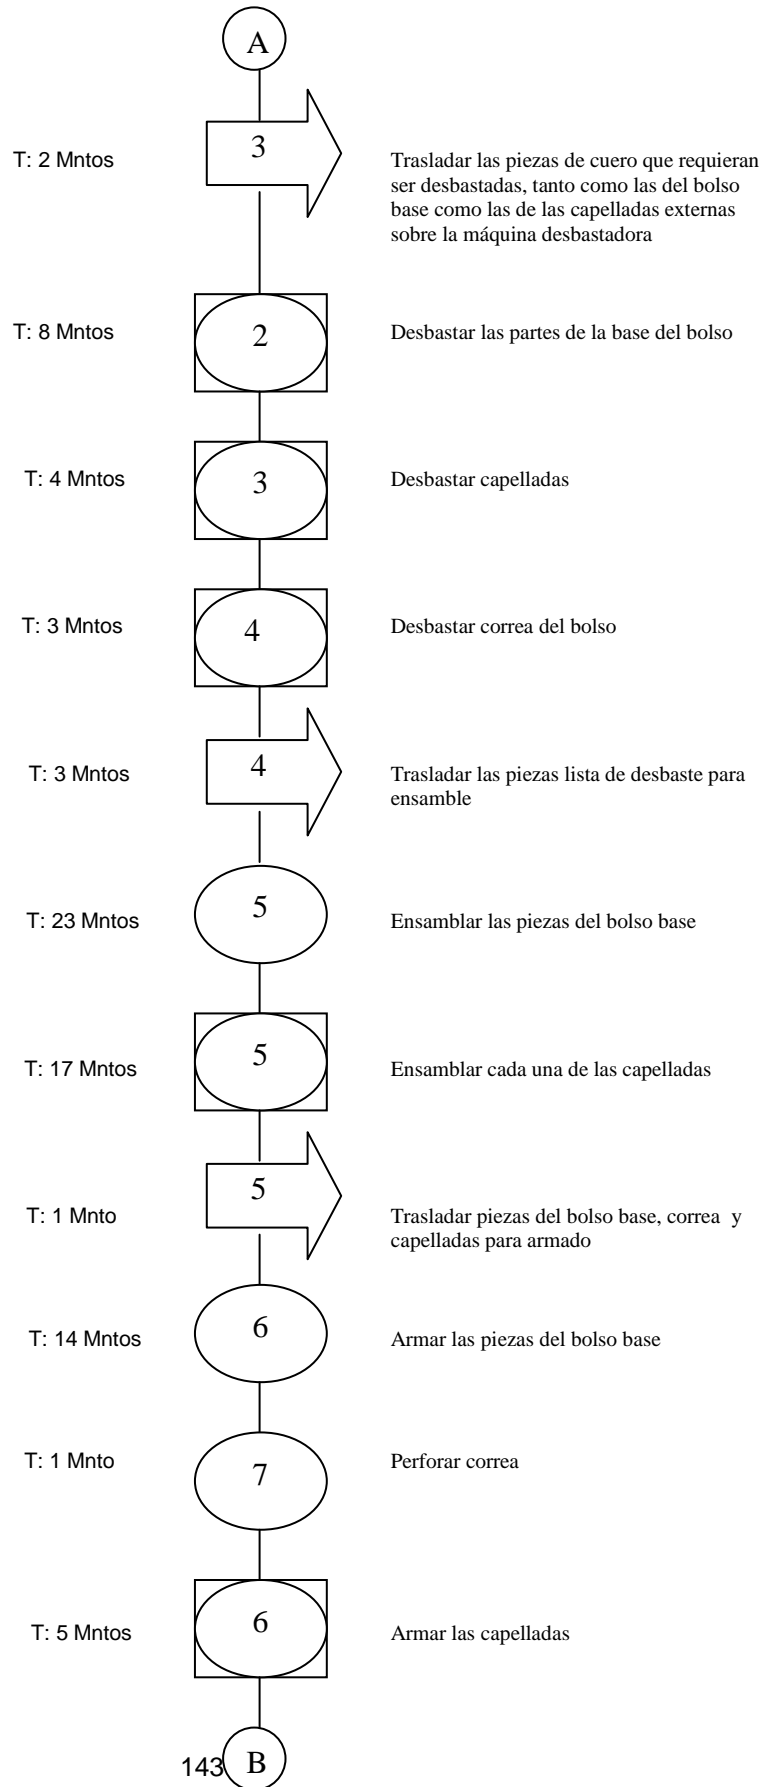 A
T: 2 Mntos
3
Trasladar las piezas de cuero que requieran
ser desbastadas, tanto como las del bolso
base como las de las capelladas externas
sobre la máquina desbastadora
T: 8 Mntos
2
Desbastar las partes de la base del bolso
T: 4 Mntos
3
Desbastar capelladas
T: 3 Mntos
4
Desbastar correa del bolso
T: 3 Mntos
4
Trasladar las piezas lista de desbaste para
ensamble
T: 23 Mntos
5
Ensamblar las piezas del bolso base
T: 17 Mntos
5
Ensamblar cada una de las capelladas
T: 1 Mnto
5
Trasladar piezas del bolso base, correa y
capelladas para armado
T: 14 Mntos
6
Armar las piezas del bolso base
T: 1 Mnto
7
Perforar correa
T: 5 Mntos
6
Armar las capelladas
143
B